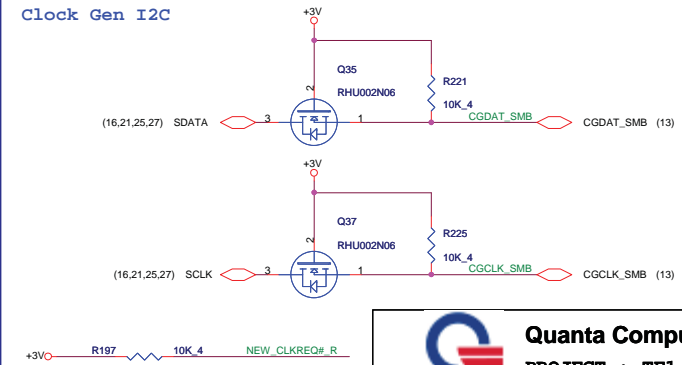 Clock Gen I2C
+3V
Q35
RHU002N06
R221
10K_4
2
(16,21,25,27) SDATA 3 1 CGDAT_SMB CGDAT_SMB (13)
+3V
Q37
RHU002N06
R225
10K_4
2
(16,21,25,27) SCLK 3 1 CGCLK_SMB CGCLK_SMB (13)
+3V R197 10K_4 NEW_CLKREQ#_R
Quanta Compu